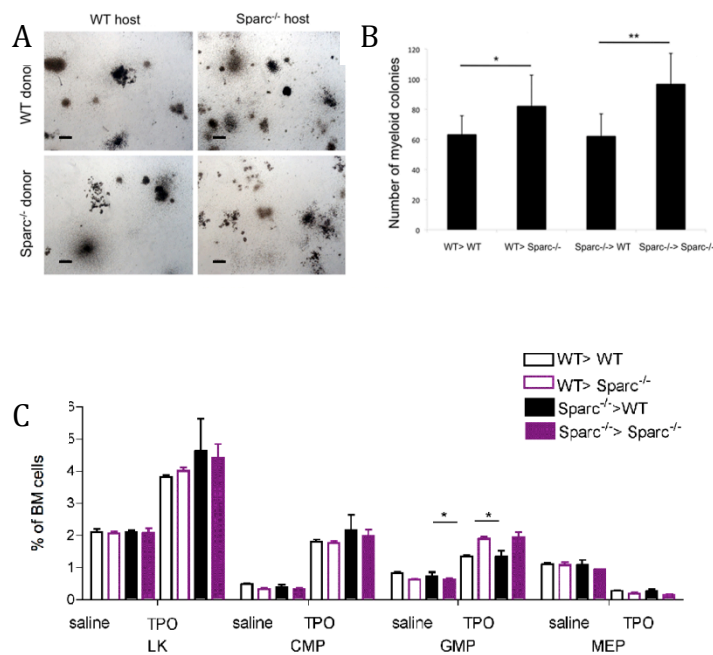 A
WT host
Sparc-/- host
WT donor
Sparc-/- donor
B
Number of myeloid colonies
120
100
80
60
40
20
0
*
**
WT> WT
WT> Sparc-/-
Sparc-/-> WT
Sparc-/-> Sparc-/-
WT> WT
WT> Sparc-/-
Sparc-/->WT
Sparc-/-> Sparc-/-
C
% of BM cells
6
5
4
3
2
1
0
*
*
saline TPO saline TPO saline TPO saline TPO
LK CMP GMP MEP